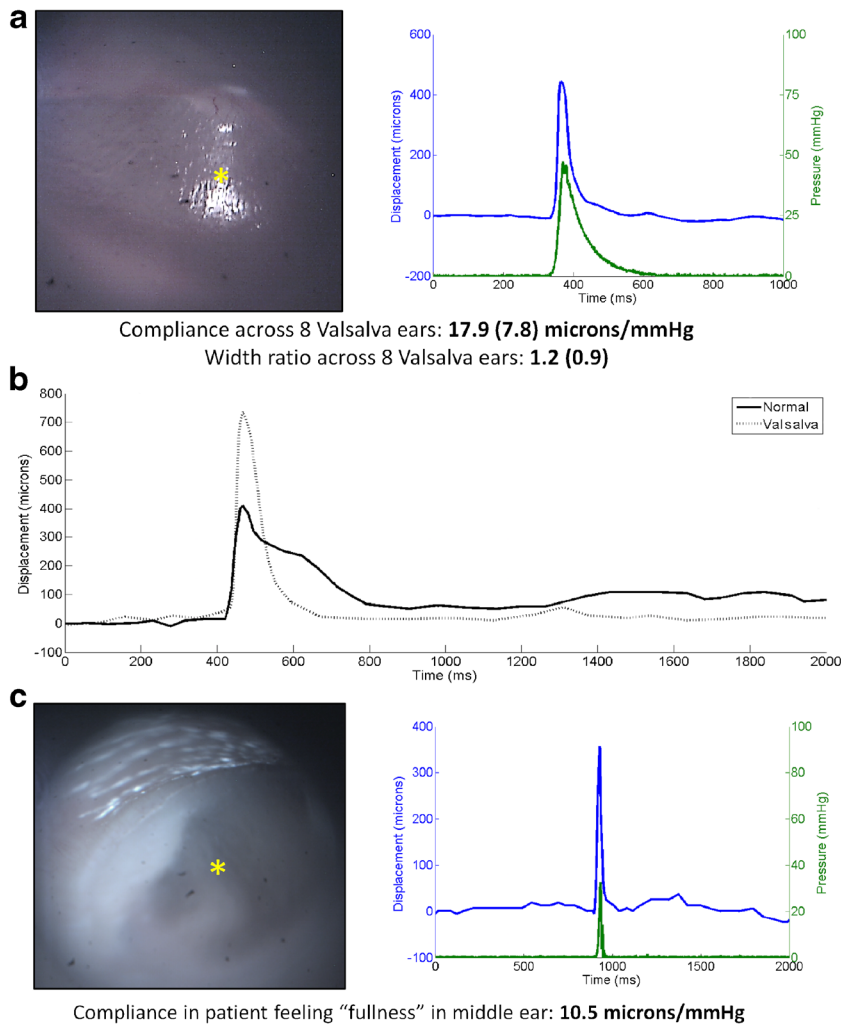 a
600
400
200
0
-200
Displacement (microns)
100
75
50
25
0
Pressure (mmHg)
0 200 400 600 800 1000
Time (ms)
*
Compliance across 8 Valsalva ears: 17.9 (7.8) microns/mmHg
Width ratio across 8 Valsalva ears: 1.2 (0.9)
b
800
700
600
500
400
300
200
100
0
-100
Displacement (microns)
Normal
Valsalva
0 200 400 600 800 1000 1200 1400 1600 1800 2000
Time (ms)
c
*
400
300
200
100
0
-100
Displacement (microns)
100
80
60
40
20
0
Pressure (mmHg)
0 500 1000 1500 2000
Time (ms)
Compliance in patient feeling “fullness” in middle ear: 10.5 microns/mmHg